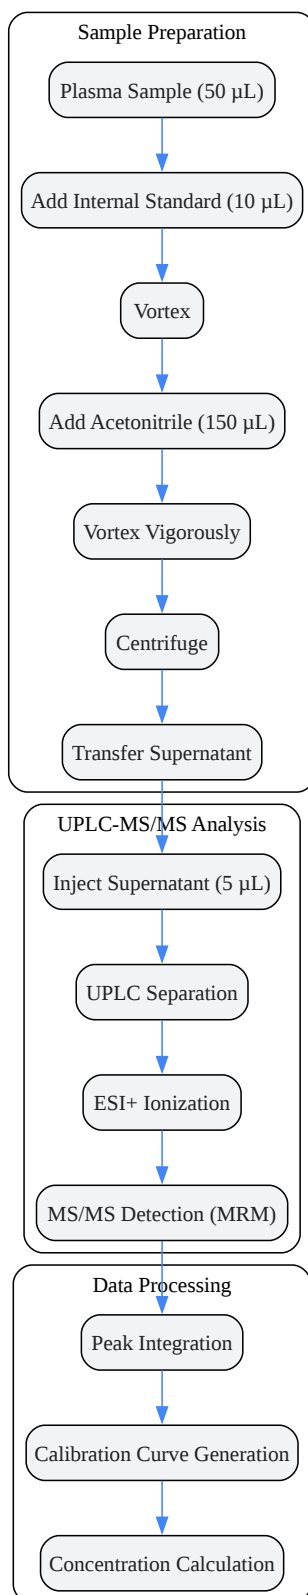 Sample Preparation
Plasma Sample (50 µL)
Add Internal Standard (10 µL)
Vortex
Add Acetonitrile (150 µL)
Vortex Vigorously
Centrifuge
Transfer Supernatant
UPLC-MS/MS Analysis
Inject Supernatant (5 µL)
UPLC Separation
ESI+ Ionization
MS/MS Detection (MRM)
Data Processing
Peak Integration
Calibration Curve Generation
Concentration Calculation